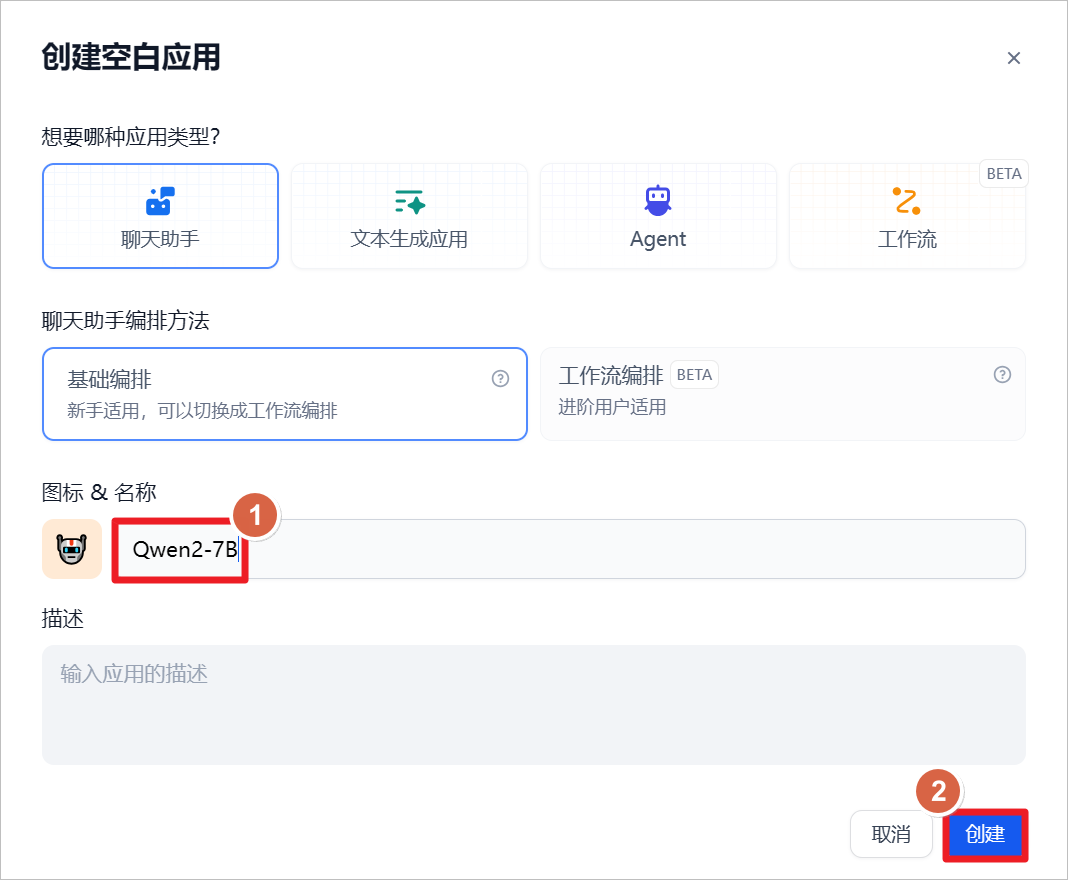 创建空白应用
想要哪种应用类型?
BETA
聊天助手
文本生成应用
Agent
工作流
聊天助手编排方法
基础编排
新手适用，可以切换成工作流编排
工作流编排 BETA
进阶用户适用
图标 & 名称
1
Qwen2-7B
描述
输入应用的描述
2
取消
创建